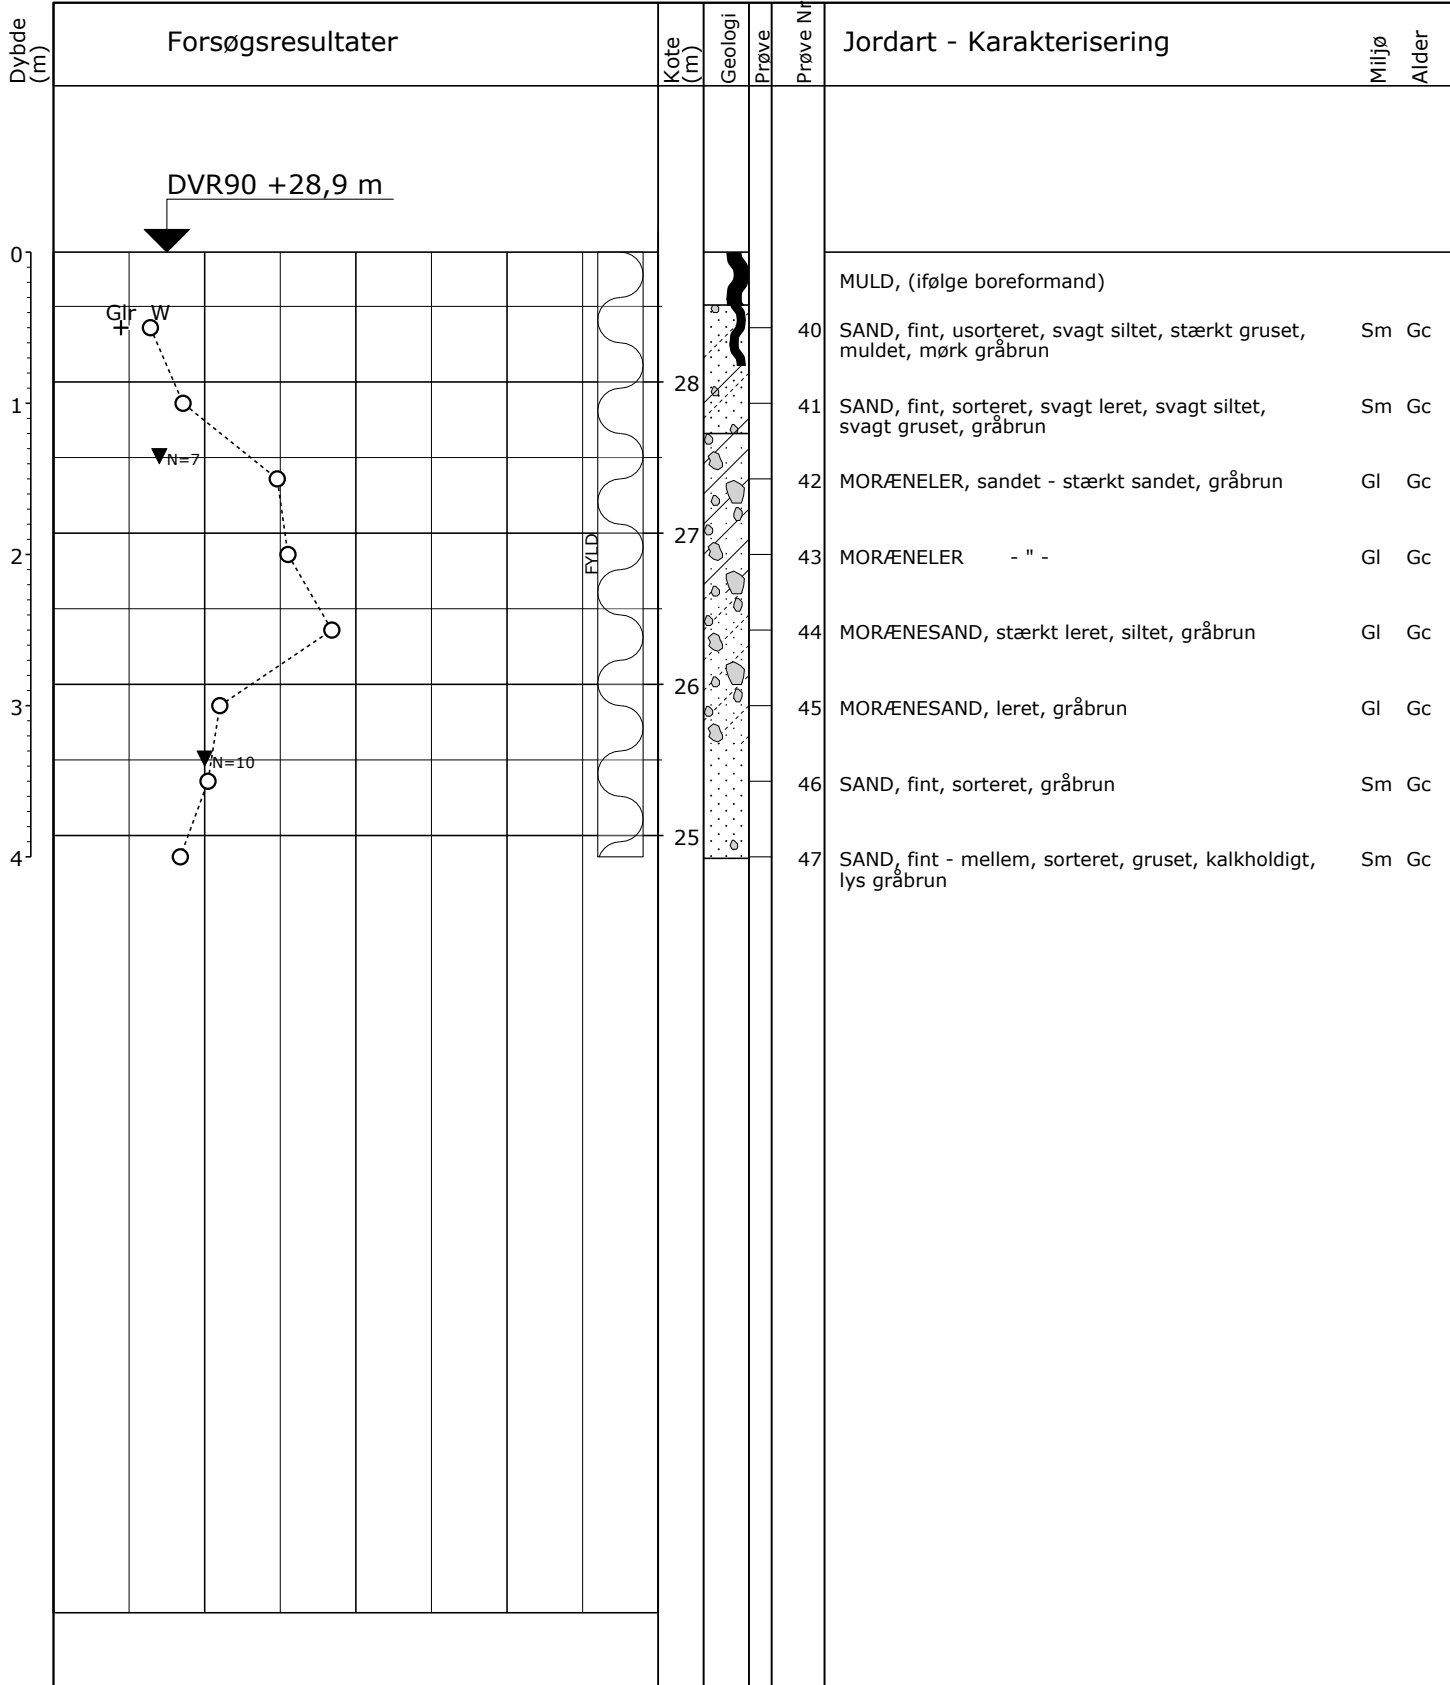 Dybde
(m)
Forsøgsresultater
Kote
(m)
Geologi
Prøve
Prøve Nr
Jordart - Karakterisering
Miljø
Alder
DVR90 +28,9 m
0
MULD, (ifølge boreformand)
Glr W
40 SAND, fint, usorteret, svagt siltet, stærkt gruset, Sm Gc
muldet, mørk gråbrun
28
1
41 SAND, fint, sorteret, svagt leret, svagt siltet, Sm Gc
svagt gruset, gråbrun
N=7
42 MORÆNELER, sandet - stærkt sandet, gråbrun Gl Gc
27
2
FYLD
43 MORÆNELER - " - Gl Gc
44 MORÆNESAND, stærkt leret, siltet, gråbrun Gl Gc
26
3
45 MORÆNESAND, leret, gråbrun Gl Gc
N=10
46 SAND, fint, sorteret, gråbrun Sm Gc
25
4
47 SAND, fint - mellem, sorteret, gruset, kalkholdigt, Sm Gc
lys gråbrun